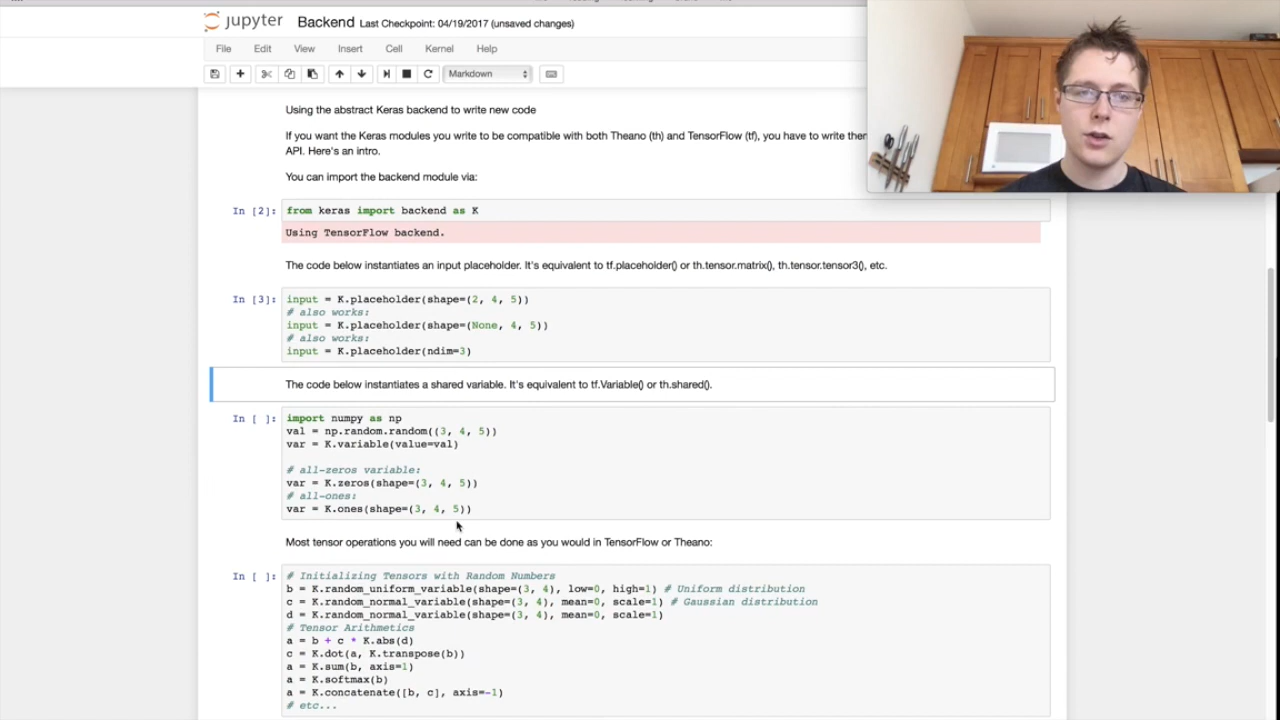 jupyter Backend Last Checkpoint: 04/19/2017 (unsaved changes)
File Edit View Insert Cell Kernel Help
Markdown
Using the abstract Keras backend to write new code
If you want the Keras modules you write to be compatible with both Theano (th) and TensorFlow (tf), you have to write
API. Here's an intro.
You can import the backend module via:
In [2]: from keras import backend as K
Using TensorFlow backend.
The code below instantiates an input placeholder. It's equivalent to tf.placeholder() or th.tensor.matrix(), th.tensor.tensor3(), etc.
In [3]: input = K.placeholder(shape=(2, 4, 5))
# also works:
input = K.placeholder(shape=(None, 4, 5))
# also works:
input = K.placeholder(ndim=3)
The code below instantiates a shared variable. It's equivalent to tf.Variable() or th.shared().
In [ ]: import numpy as np
val = np.random.random((3, 4, 5))
var = K.variable(value=val)
# all-zeros variable:
var = K.zeros(shape=(3, 4, 5))
# all-ones:
var = K.ones(shape=(3, 4, 5))
Most tensor operations you will need can be done as you would in TensorFlow or Theano:
In [ ]: # Initializing Tensors with Random Numbers
b = K.random_uniform_variable(shape=(3, 4), low=0, high=1) # Uniform distribution
c = K.random_normal_variable(shape=(3, 4), mean=0, scale=1) # Gaussian distribution
d = K.random_normal_variable(shape=(3, 4), mean=0, scale=1)
# Tensor Arithmetics
a = b + c * K.abs(d)
c = K.dot(a, K.transpose(b))
a = K.sum(b, axis=1)
a = K.softmax(b)
a = K.concatenate([b, c], axis=-1)
# etc...